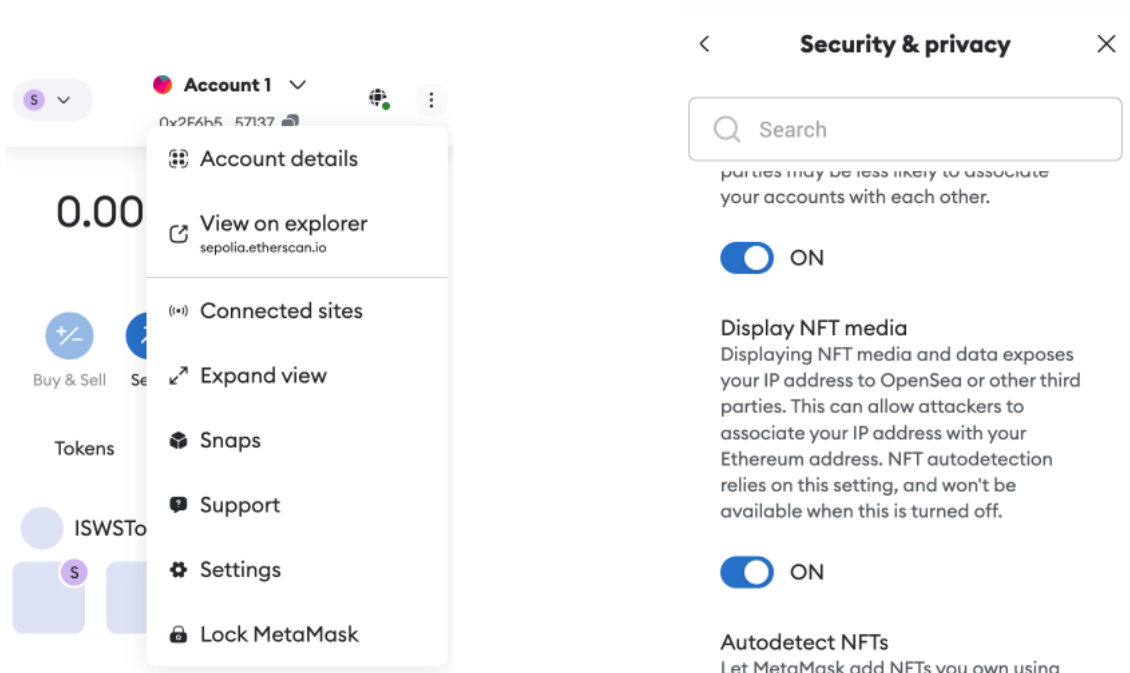 S
Account 1
0x2F6b5 57137
Account details
View on explorer
sepolia.etherscan.io
0.00
Connected sites
Buy & Sell
Se
Expand view
Tokens
Snaps
Support
ISWSTo
S
Settings
Lock MetaMask
Security & privacy
Search
parties may be less likely to associate
your accounts with each other.
ON
Display NFT media
Displaying NFT media and data exposes
your IP address to OpenSea or other third
parties. This can allow attackers to
associate your IP address with your
Ethereum address. NFT autodetection
relies on this setting, and won't be
available when this is turned off.
ON
Autodetect NFTs
Let MetaMask add NFTs you own using